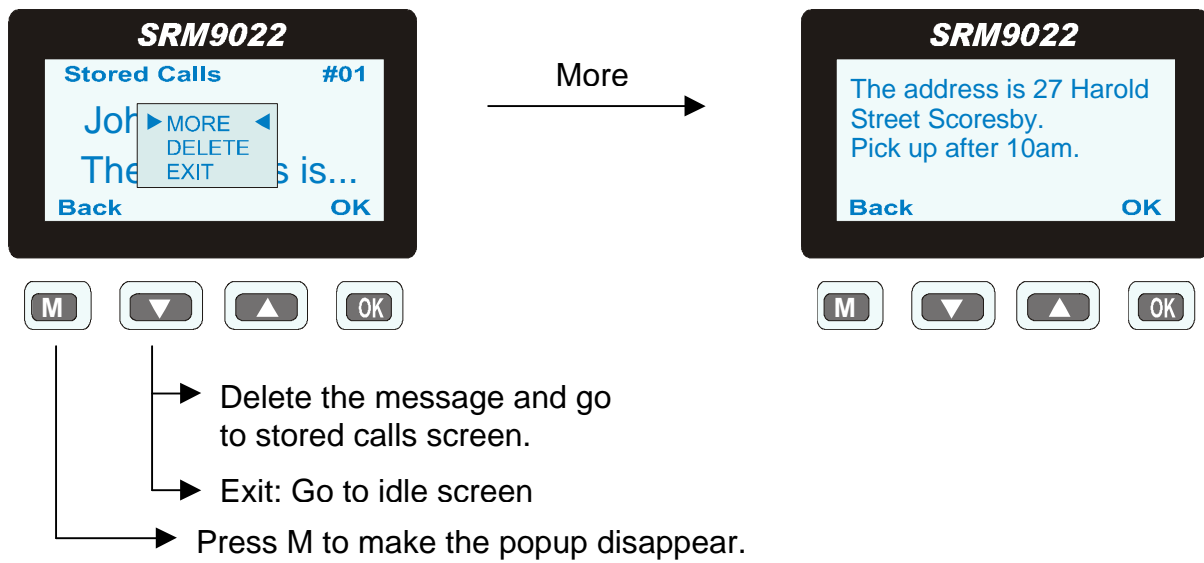 SRM9022
Stored Calls #01
Joh
MORE
DELETE
EXIT
The s is...
Back OK
M OK
More
SRM9022
The address is 27 Harold
Street Scoresby.
Pick up after 10am.
Back OK
M OK
Delete the message and go
to stored calls screen.
Exit: Go to idle screen
Press M to make the popup disappear.